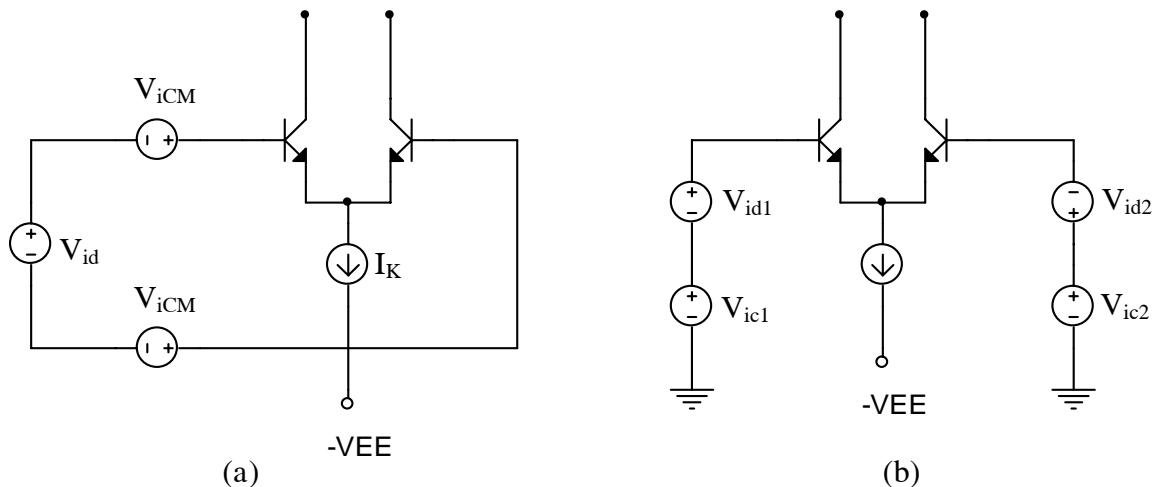 V_iCM
V_id
I_K
V_iCM
-VEE
(a)
V_id1
V_id2
V_ic1
V_ic2
-VEE
(b)